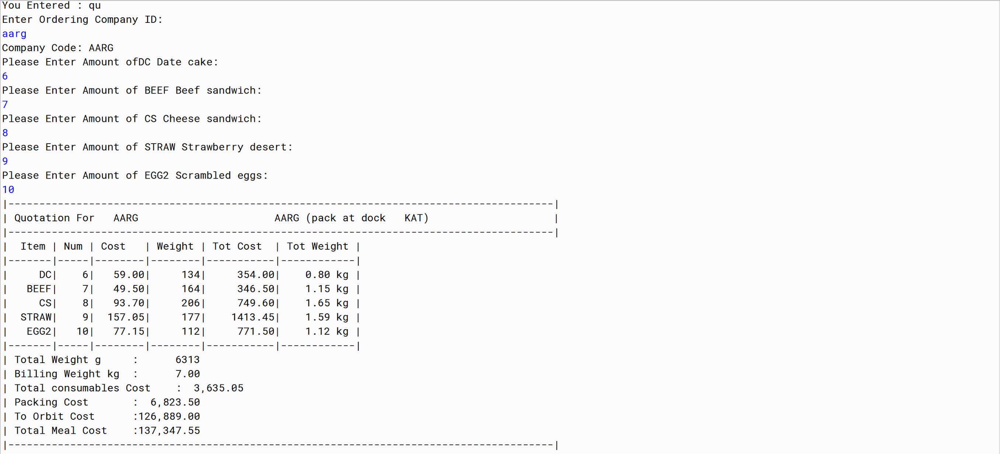 You Entered : qu
Enter Ordering Company ID:
aarg
Company Code: AARG
Please Enter Amount ofDC Date cake:
6
Please Enter Amount of BEEF Beef sandwich:
7
Please Enter Amount of CS Cheese sandwich:
8
Please Enter Amount of STRAW Strawberry desert:
9
Please Enter Amount of EGG2 Scrambled eggs:
10
|----------------------------------------------------------------------------------------|
| Quotation For   AARG                      AARG (pack at dock   KAT)                    |
|----------------------------------------------------------------------------------------|
|  Item | Num | Cost   | Weight | Tot Cost  | Tot Weight |
|-------|-----|--------|--------|-----------|------------|
|     DC|    6|   59.00|     134|     354.00|    0.80 kg |
|   BEEF|    7|   49.50|     164|     346.50|    1.15 kg |
|     CS|    8|   93.70|     206|     749.60|    1.65 kg |
|  STRAW|    9|  157.05|     177|    1413.45|    1.59 kg |
|   EGG2|   10|   77.15|     112|     771.50|    1.12 kg |
|-------|-----|--------|--------|-----------|------------|
| Total Weight g     :      6313
| Billing Weight kg  :      7.00
| Total consumables Cost    :  3,635.05
| Packing Cost       :  6,823.50
| To Orbit Cost      :126,889.00
| Total Meal Cost    :137,347.55
|----------------------------------------------------------------------------------------|